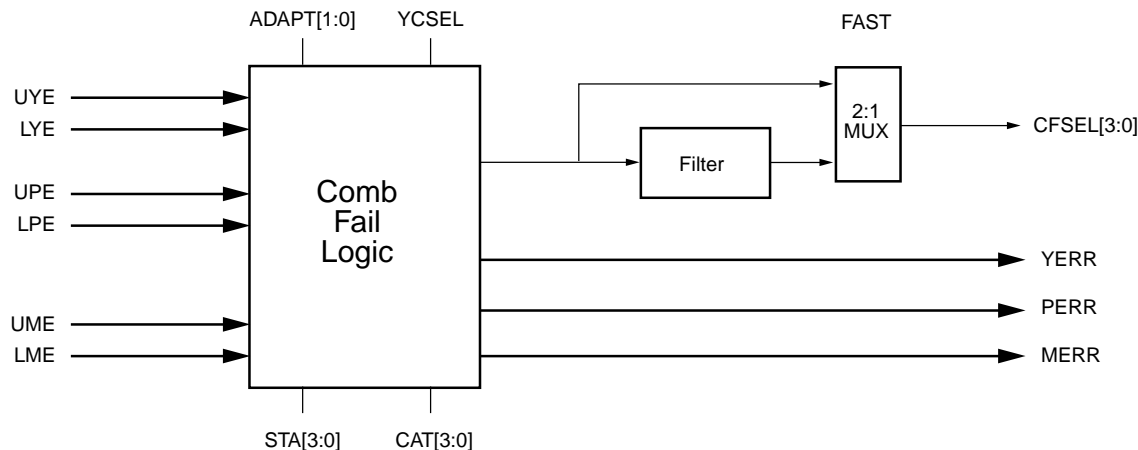 ADAPT[1:0] YCSEL FAST
UYE
LYE
2:1
MUX
CFSEL[3:0]
Filter
UPE
LPE
Comb
Fail
Logic
YERR
PERR
UME
LME
MERR
STA[3:0] CAT[3:0]